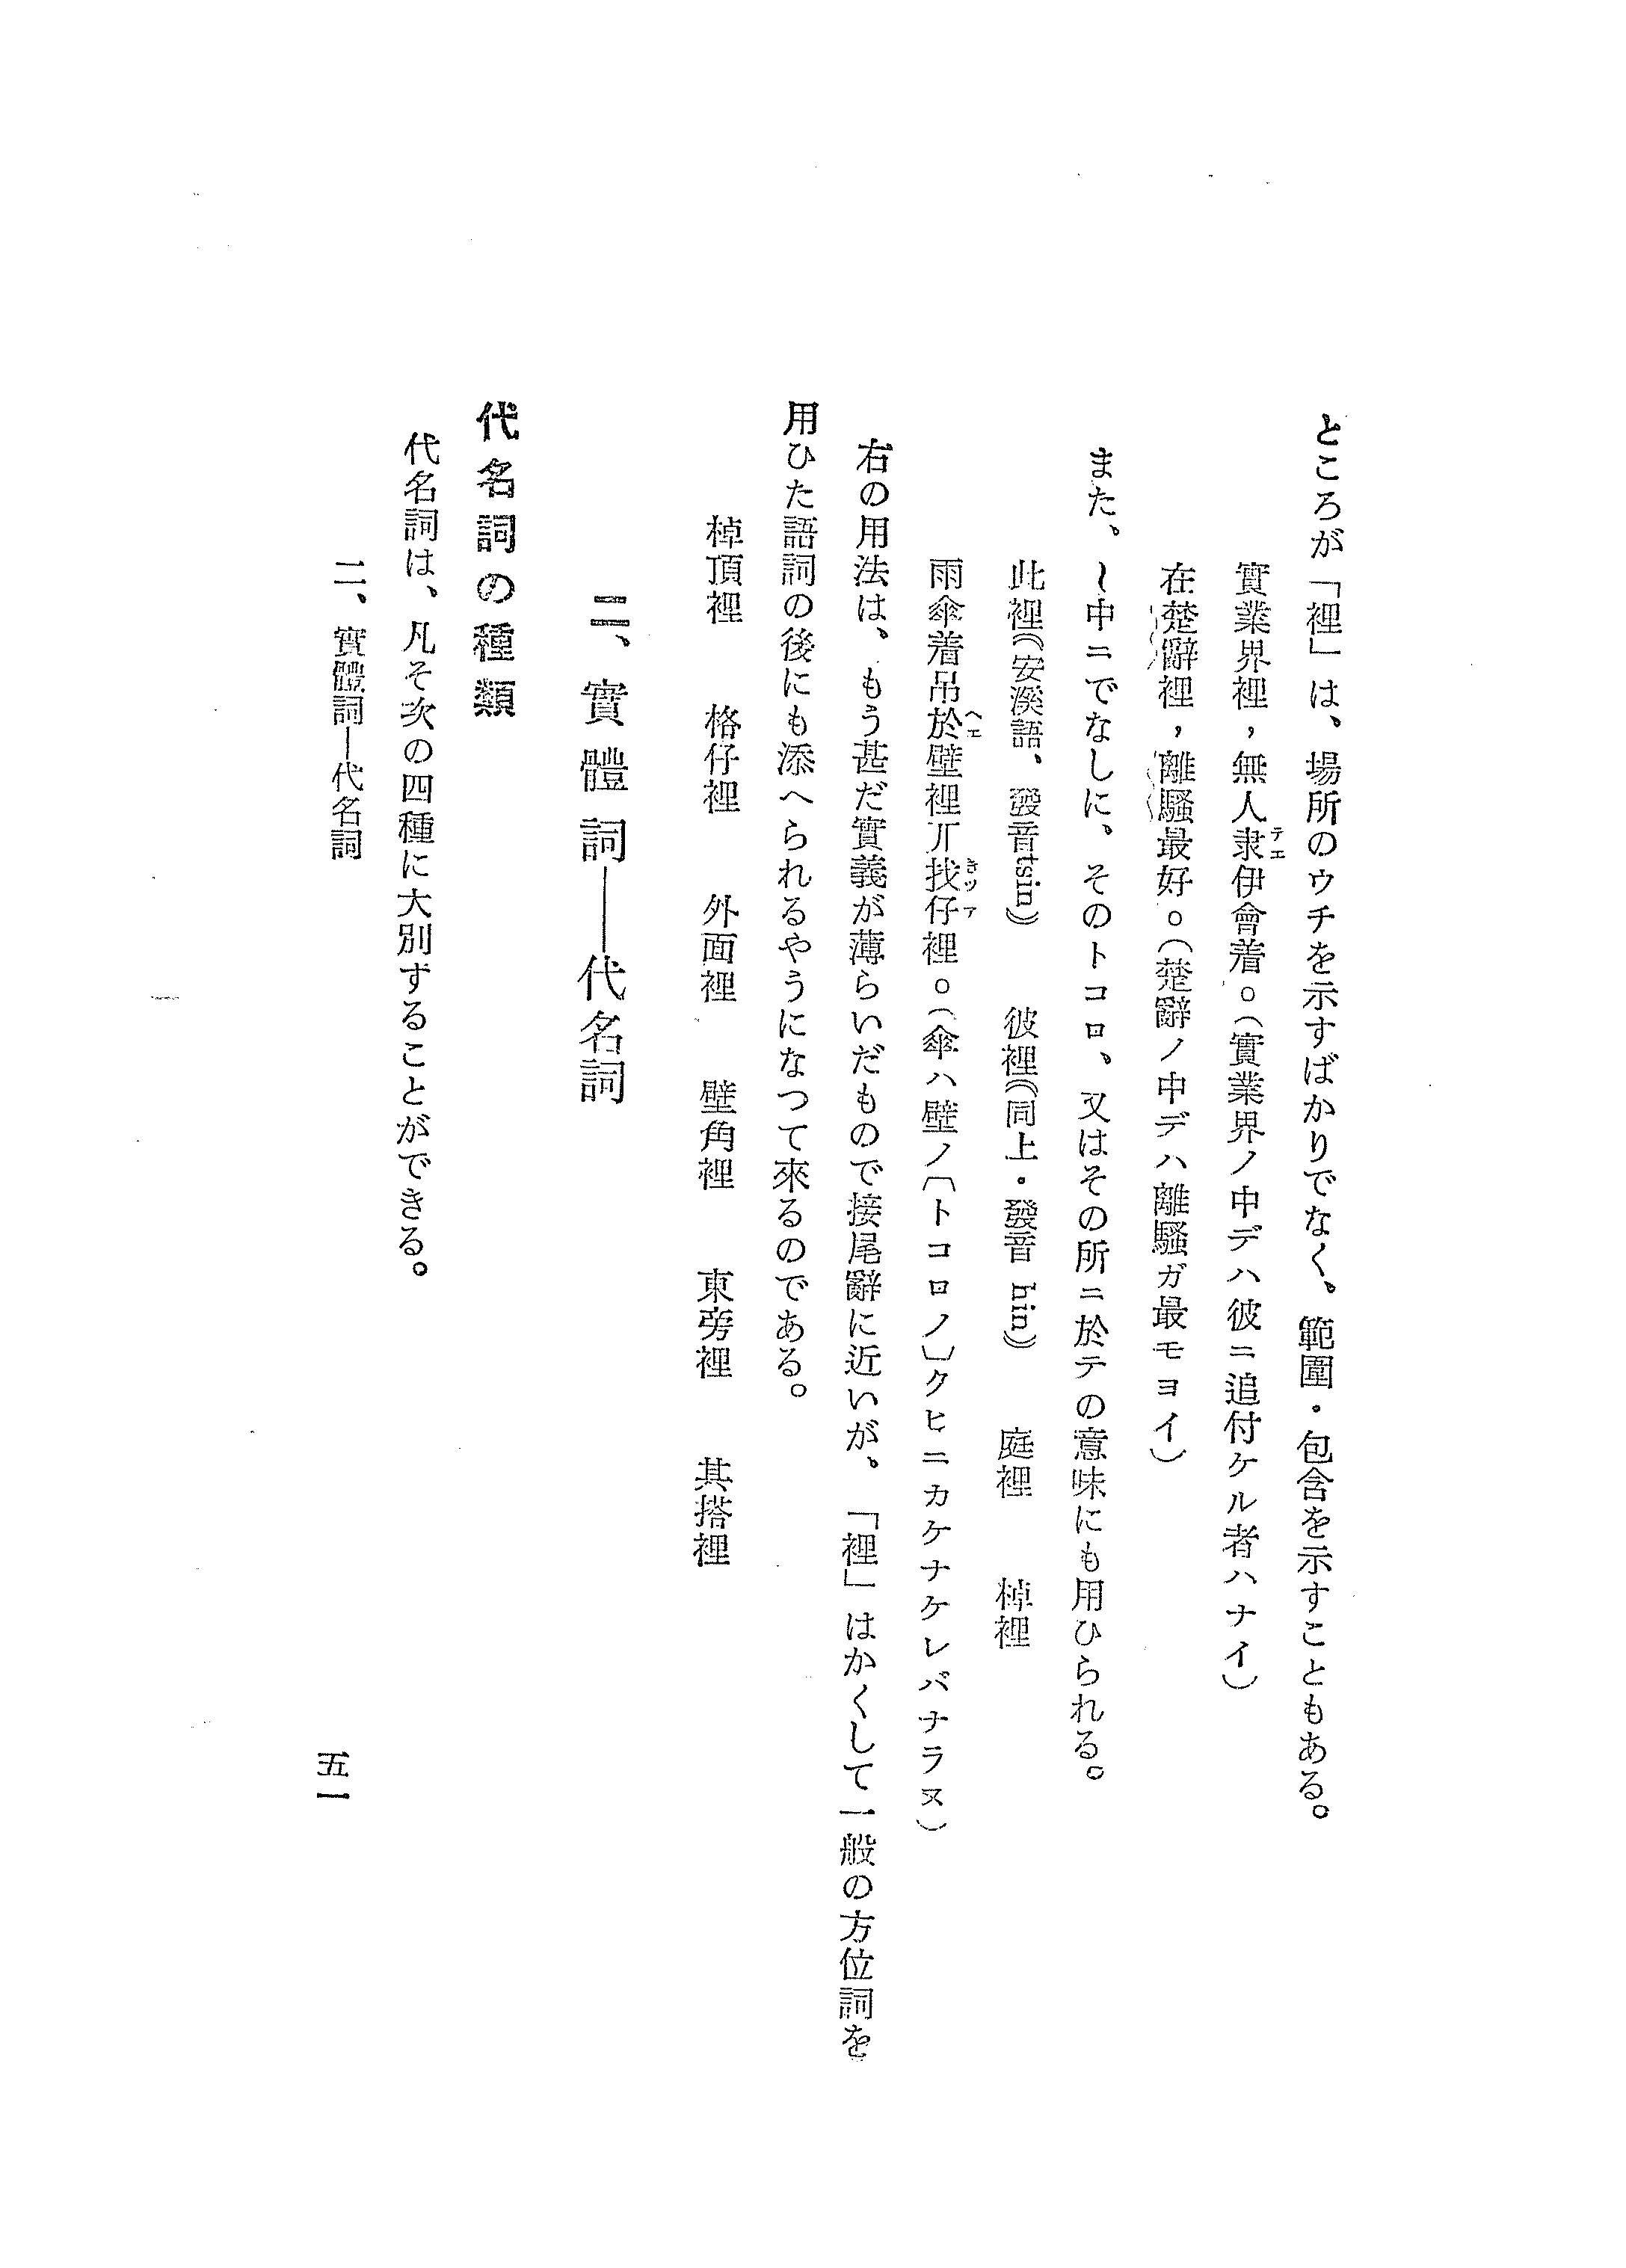 ところが「裡」は、場所のウチを示すばかりでなく、範圍・包含を示すこともある。
實業界裡，無人隶伊會着。（實業界ノ中デハ彼ニ追付ケル者ハナイ）
在楚辭裡，離騷最好。（楚辭ノ中デハ離騷ガ最モヨイ）
また、〜中ニでなしに、そのトコロ、又はその所ニ於テの意味にも用ひられる。
此裡（安溪語、發音tsin） 彼裡（同上・發音 hin） 庭裡 棹裡
雨傘着吊於壁裡丌找仔裡。（傘ハ壁ノ〔トコロノ〕クヒニカケナケレバナラヌ）
右の用法は、もう甚だ實義が薄らいだもので接尾辭に近いが、「裡」はかくして一般の方位詞を
用ひた語詞の後にも添へられるやうになつて來るのである。
棹頂裡 格仔裡 外面裡 壁角裡 東旁裡 其搭裡
二、實體詞——代名詞
代名詞の種類
代名詞は、凡そ次の四種に大別することができる。
二、實體詞—代名詞
五一